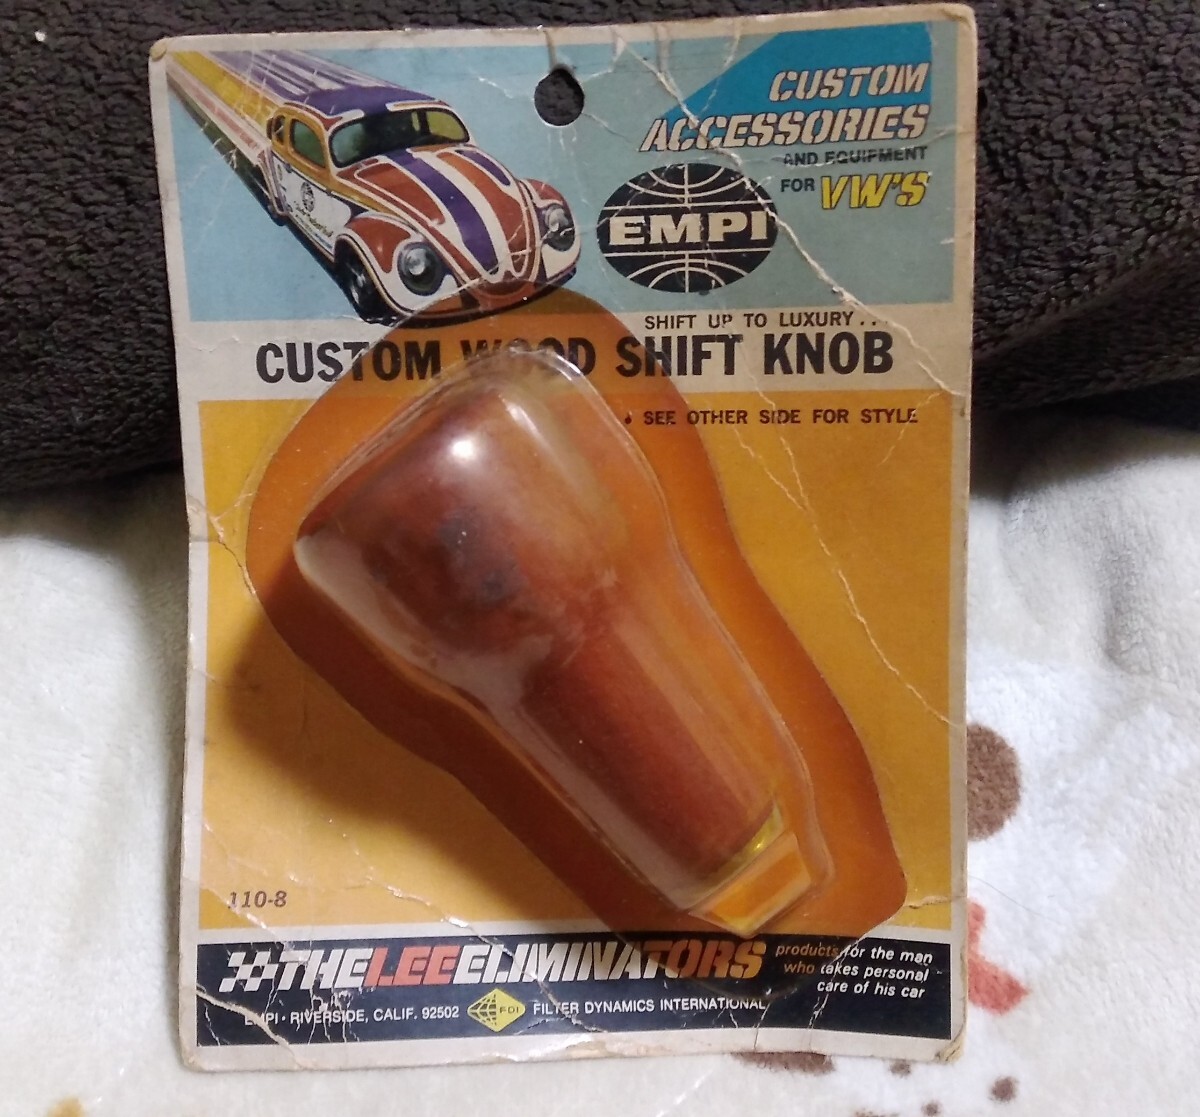 CUSTOM
ACCESSORIES
AND EQUIPMENT
FOR VW'S
EMPI
SHIFT UP TO LUXURY...
CUSTOM WOOD SHIFT KNOB
• SEE OTHER SIDE FOR STYLE
110-8
THE LEE ELIMINATORS
products for the man
who takes personal
care of his car
EMPI • RIVERSIDE, CALIF. 92502 FDI FILTER DYNAMICS INTERNATIONAL